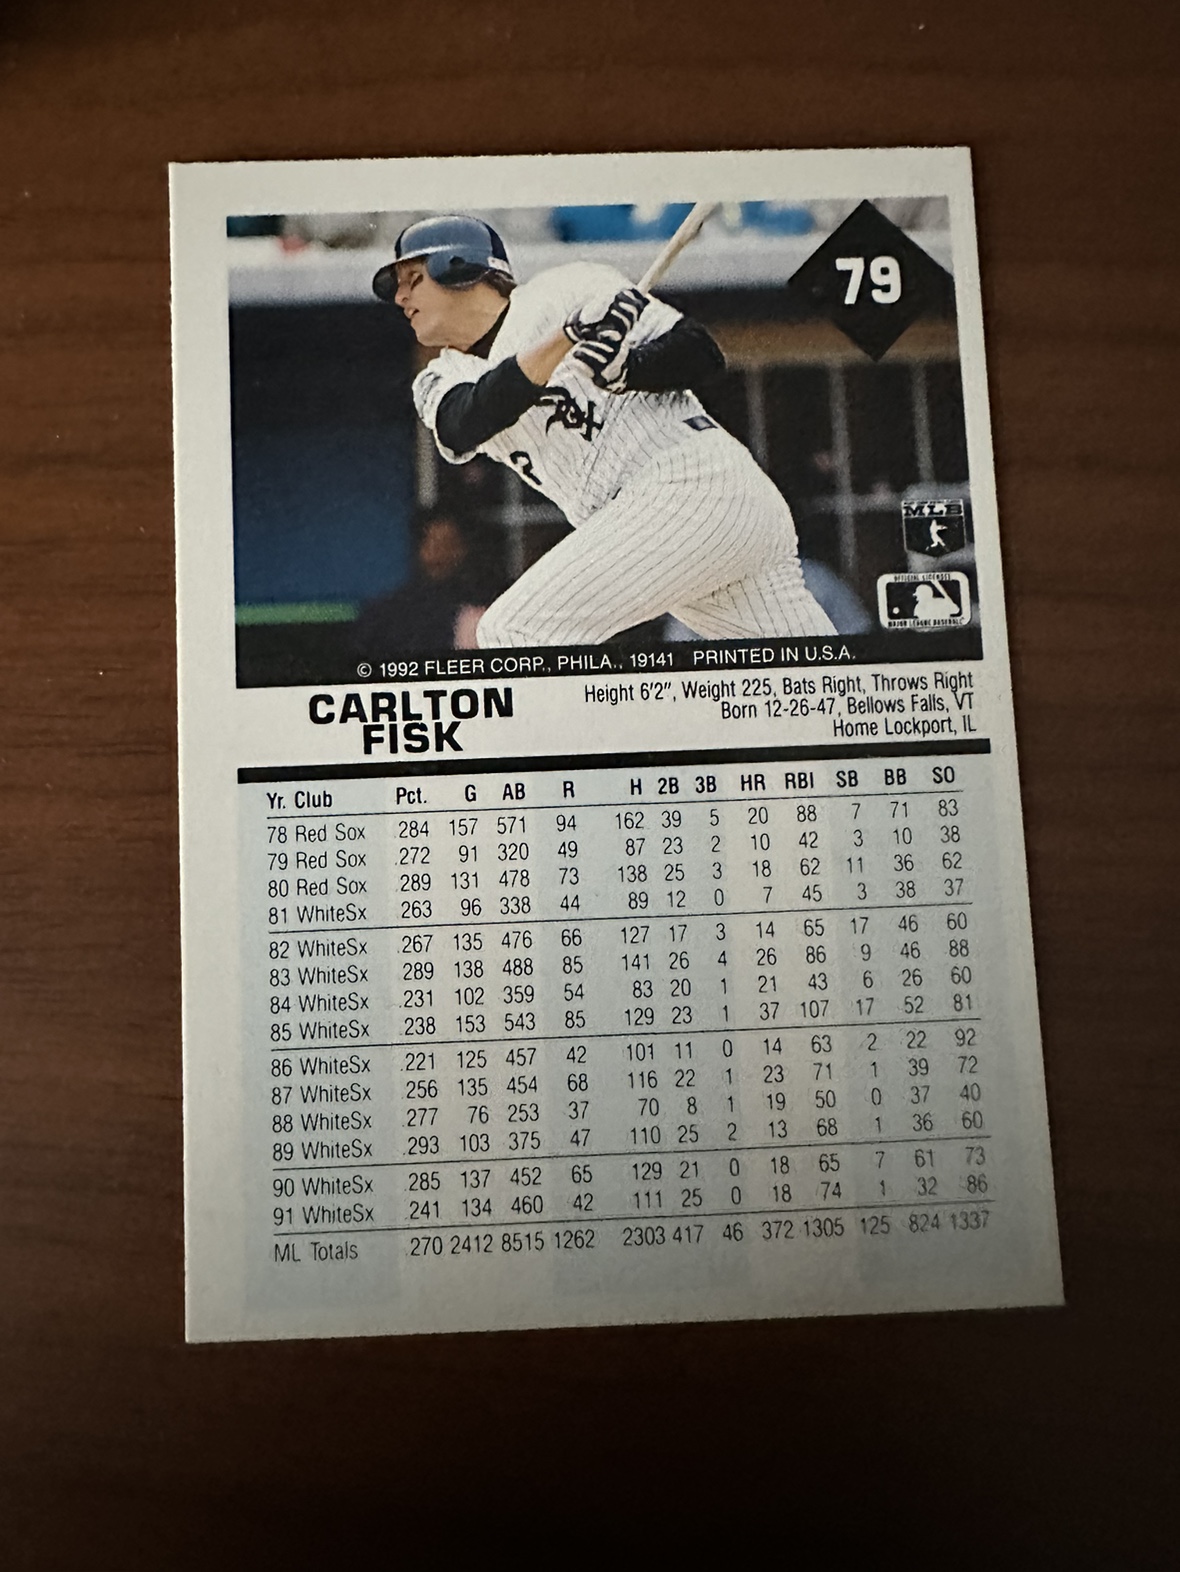 79
MLB
OFFICIAL LICENSEE
MAJOR LEAGUE BASEBALL
© 1992 FLEER CORP., PHILA., 19141 PRINTED IN U.S.A.
CARLTON
FISK
Height 6'2", Weight 225, Bats Right, Throws Right
Born 12-26-47, Bellows Falls, VT
Home Lockport, IL
Yr. Club Pct. G AB R H 2B 3B HR RBI SB BB SO
78 Red Sox .284 157 571 94 162 39 5 20 88 7 71 83
79 Red Sox .272 91 320 49 87 23 2 10 42 3 10 38
80 Red Sox .289 131 478 73 138 25 3 18 62 11 36 62
81 WhiteSx .263 96 338 44 89 12 0 7 45 3 38 37
82 WhiteSx .267 135 476 66 127 17 3 14 65 17 46 60
83 WhiteSx .289 138 488 85 141 26 4 26 86 9 46 88
84 WhiteSx .231 102 359 54 83 20 1 21 43 6 26 60
85 WhiteSx .238 153 543 85 129 23 1 37 107 17 52 81
86 WhiteSx .221 125 457 42 101 11 0 14 63 2 22 92
87 WhiteSx .256 135 454 68 116 22 1 23 71 1 39 72
88 WhiteSx .277 76 253 37 70 8 1 19 50 0 37 40
89 WhiteSx .293 103 375 47 110 25 2 13 68 1 36 60
90 WhiteSx .285 137 452 65 129 21 0 18 65 7 61 73
91 WhiteSx .241 134 460 42 111 25 0 18 74 1 32 86
ML Totals .270 2412 8515 1262 2303 417 46 372 1305 125 824 1337